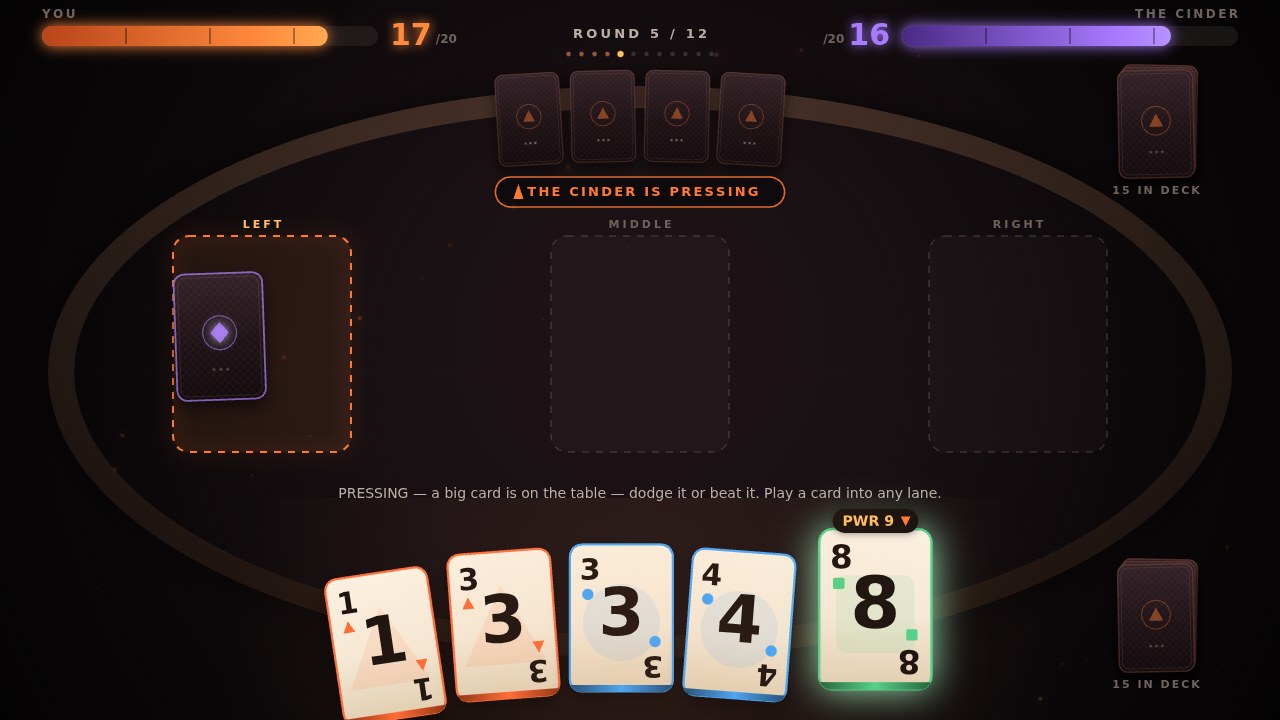 YOU
THE CINDER
17 /20
ROUND 5 / 12
/20 16
15 IN DECK
THE CINDER IS PRESSING
LEFT
MIDDLE
RIGHT
PRESSING — a big card is on the table — dodge it or beat it. Play a card into any lane.
PWR 9
1
1
1
3
3
3
3
3
3
4
4
4
8
8
8
15 IN DECK